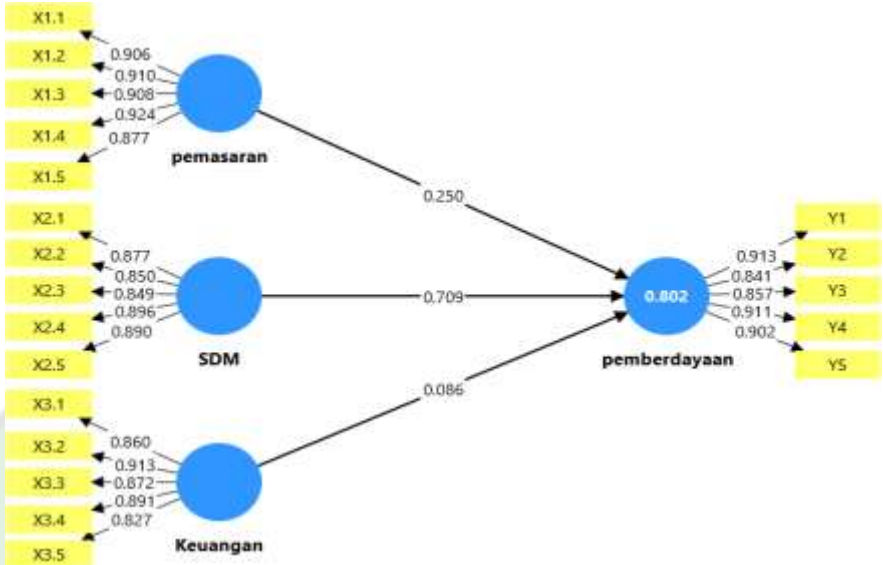 X1.1
X1.2
X1.3
X1.4
X1.5
0.906
0.910
0.908
0.924
0.877
pemasaran
X2.1
X2.2
X2.3
X2.4
X2.5
0.877
0.850
0.849
0.896
0.890
SDM
X3.1
X3.2
X3.3
X3.4
X3.5
0.860
0.913
0.872
0.891
0.827
Keuangan
0.250
0.709
0.086
0.802
pemberdayaan
0.913
0.841
0.857
0.911
0.902
Y1
Y2
Y3
Y4
Y5